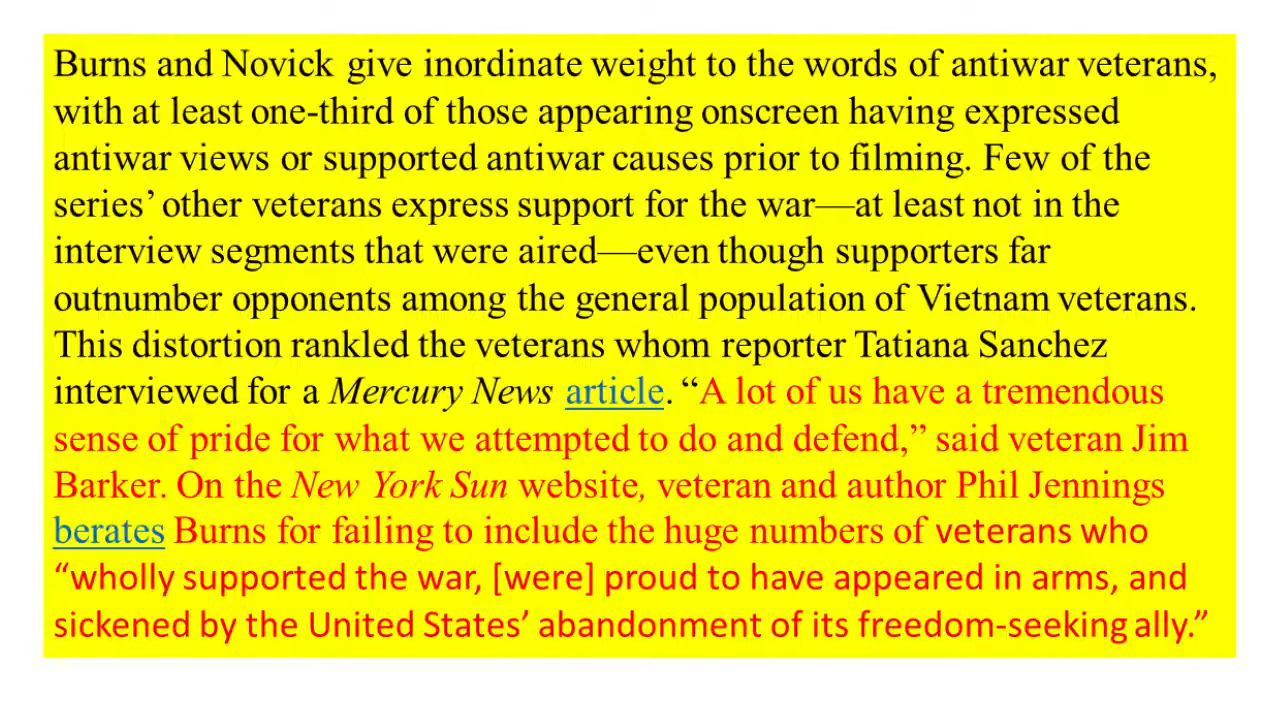 Burns and Novick give inordinate weight to the words of antiwar veterans,
with at least one-third of those appearing onscreen having expressed
antiwar views or supported antiwar causes prior to filming. Few of the
series’ other veterans express support for the war—at least not in the
interview segments that were aired—even though supporters far
outnumber opponents among the general population of Vietnam veterans.
This distortion rankled the veterans whom reporter Tatiana Sanchez
interviewed for a Mercury News article. “A lot of us have a tremendous
sense of pride for what we attempted to do and defend,” said veteran Jim
Barker. On the New York Sun website, veteran and author Phil Jennings
berates Burns for failing to include the huge numbers of veterans who
“wholly supported the war, [were] proud to have appeared in arms, and
sickened by the United States’ abandonment of its freedom-seeking ally.”